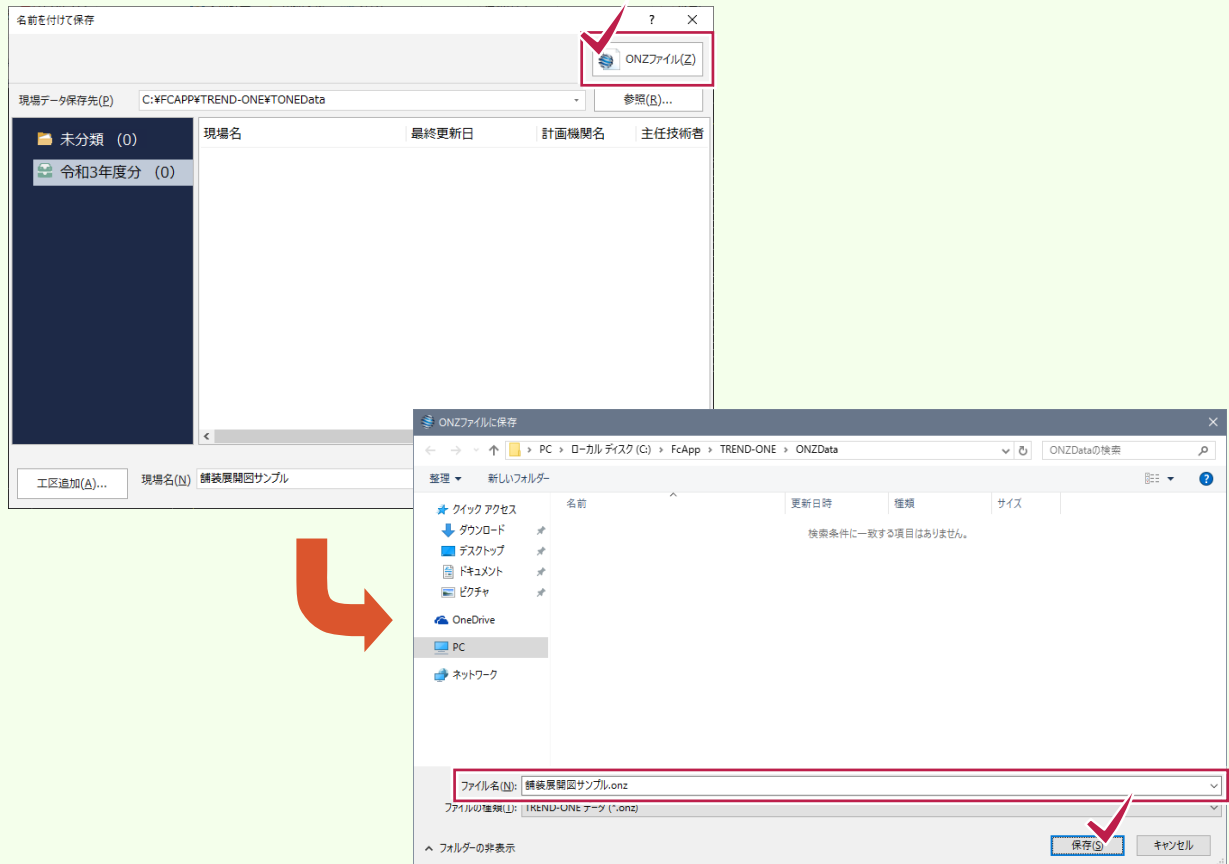 名前を付けて保存 ?
ONZファイル(Z)
現場データ保存先(P) C:¥FCAPP¥TREND-ONE¥TONEData 参照(R)...
未分類 (0)
令和3年度分 (0)
現場名 最終更新日 計画機関名 主任技術者
工区追加(A)... 現場名(N) 舗装展開図サンプル
ONZファイルに保存
PC › ローカル ディスク (C:) › FcApp › TREND-ONE › ONZData ONZDataの検索
整理 新しいフォルダー ?
クイック アクセス
ダウンロード
デスクトップ
ドキュメント
ピクチャ
OneDrive
PC
ネットワーク
名前 更新日時 種類 サイズ
検索条件に一致する項目はありません。
ファイル名(N): 舗装展開図サンプル.onz
ファイルの種類(T): TREND-ONE データ (*.onz)
フォルダーの非表示 保存(S) キャンセル